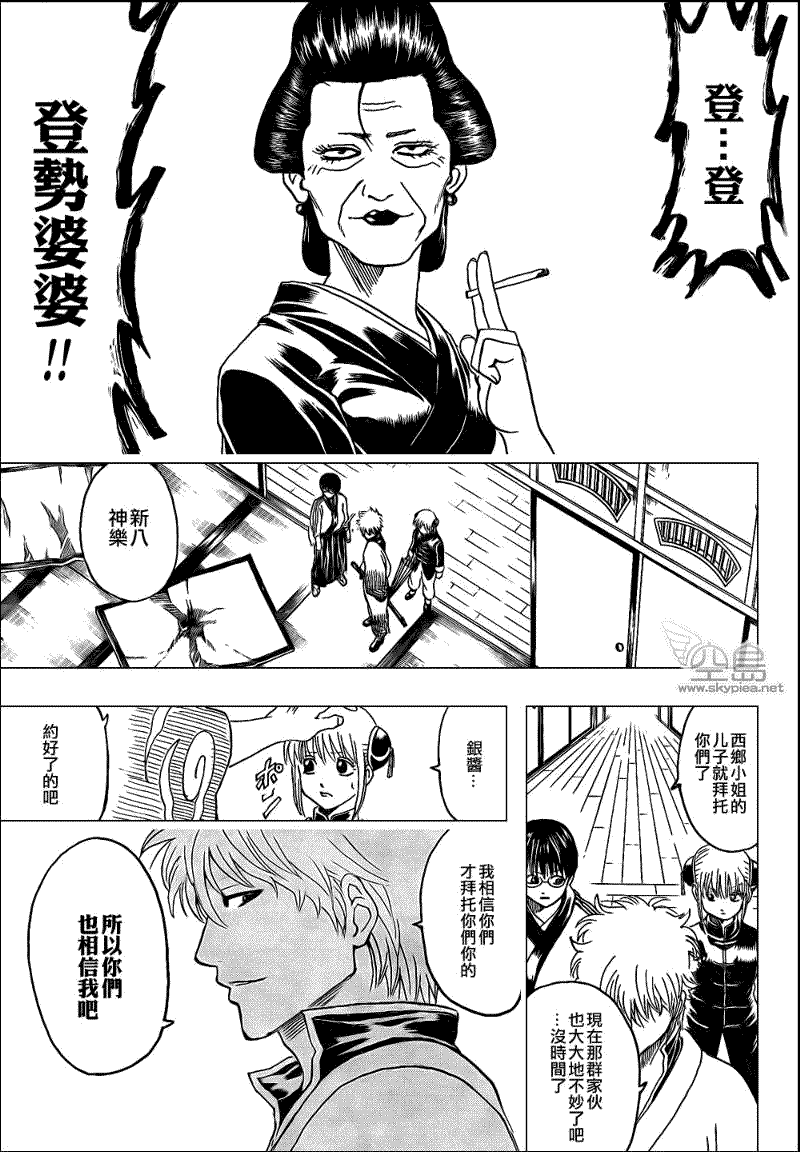 登…登
登勢婆婆!!
新八
神樂
空島
www.skypiea.net
西鄉小姐的
儿子就拜托
你們了
現在那群家伙
也大大地不妙了吧
…沒時間了
銀醬…
ポン
約好了的吧
我相信你們
才拜托你們你的
所以你們
也相信我吧